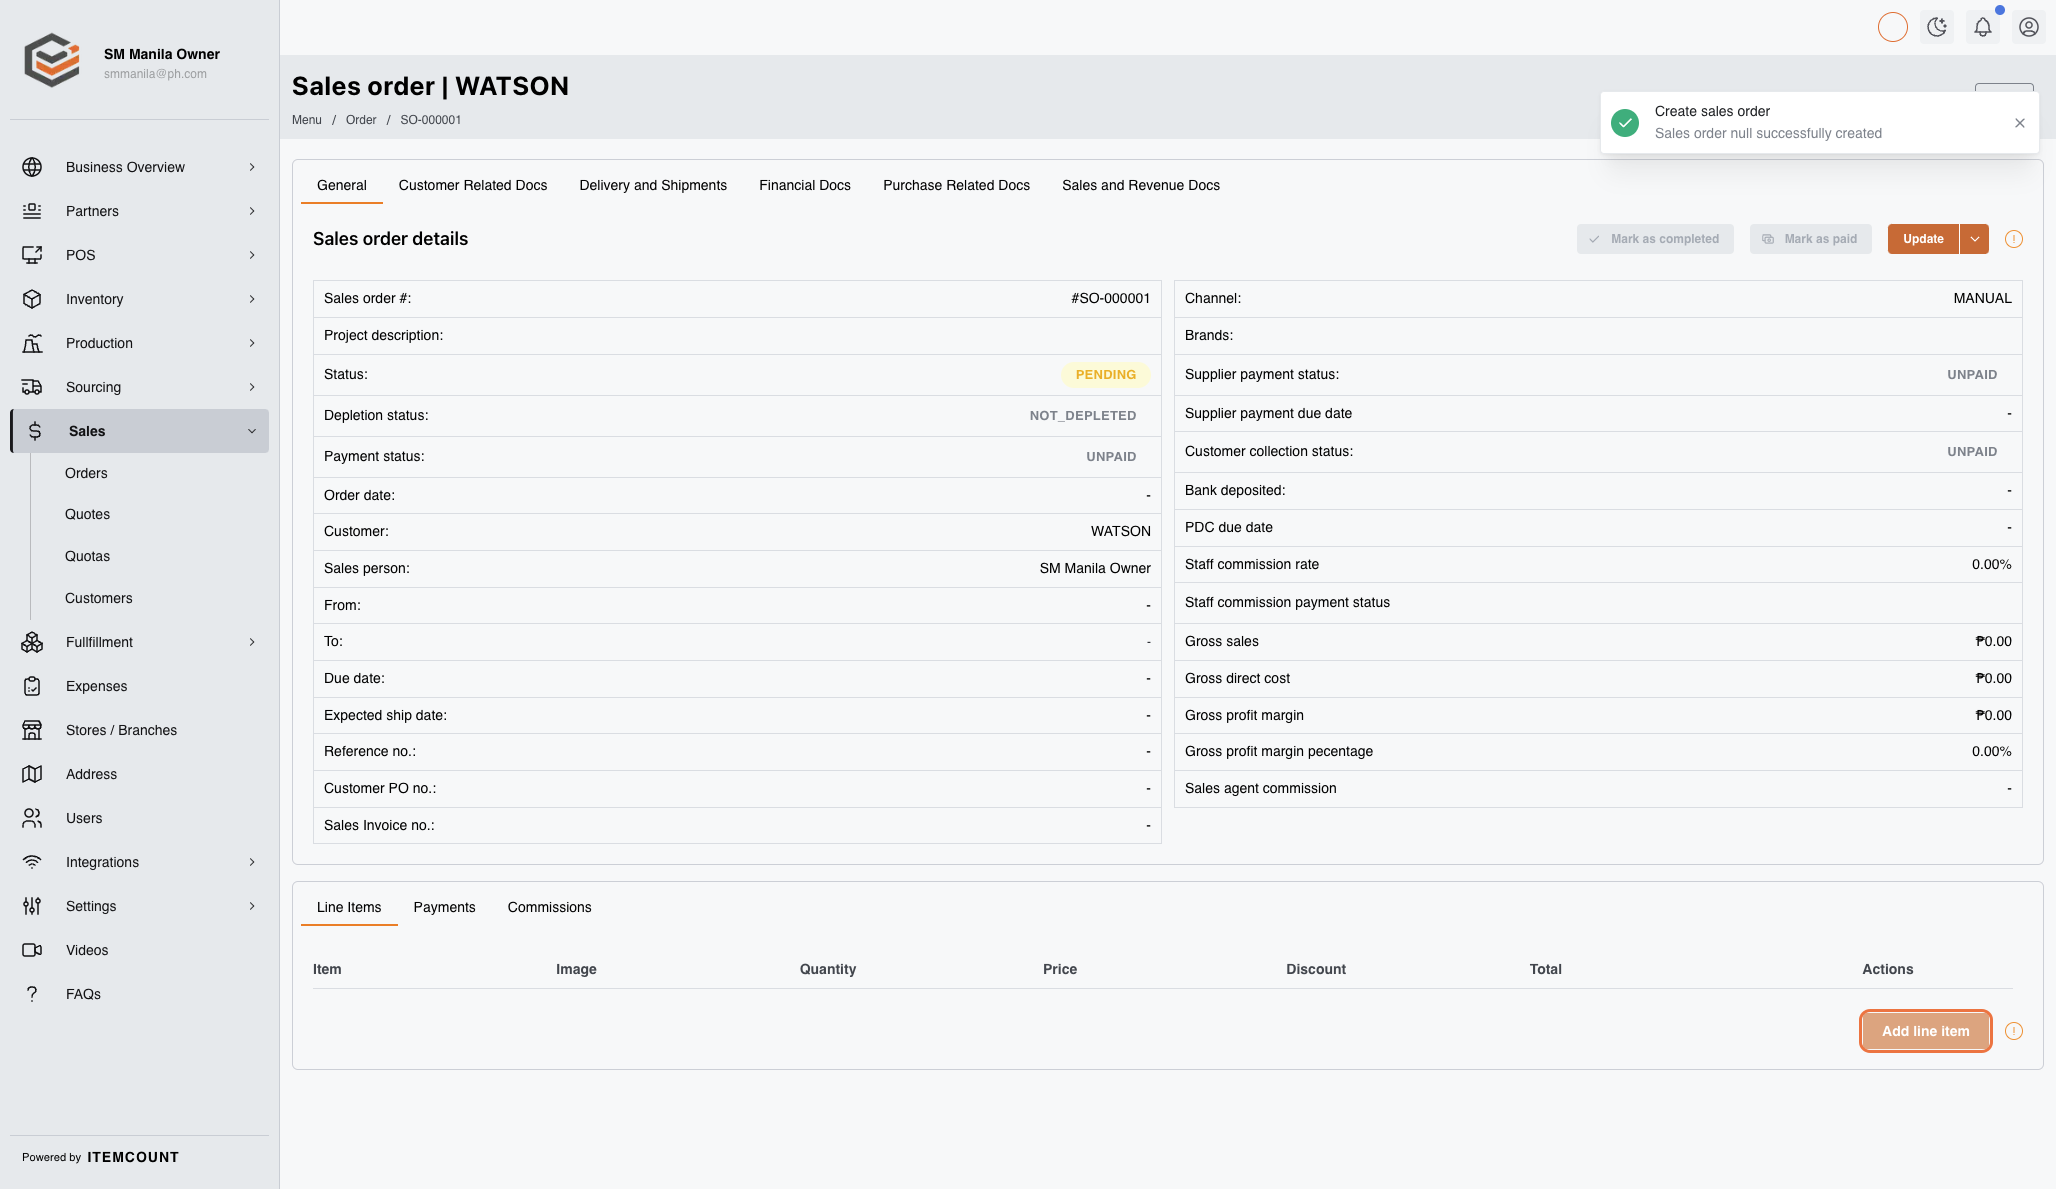 SM Manila Owner
smmanila@ph.com
Business Overview
Partners
POS
Inventory
Production
Sourcing
Sales
Orders
Quotes
Quotas
Customers
Fullfillment
Expenses
Stores / Branches
Address
Users
Integrations
Settings
Videos
FAQs
Powered by ITEMCOUNT
Sales order | WATSON
Menu / Order / SO-000001
Create sales order
Sales order null successfully created
General Customer Related Docs Delivery and Shipments Financial Docs Purchase Related Docs Sales and Revenue Docs
Sales order details
Mark as completed Mark as paid Update
Sales order #: #SO-000001
Project description:
Status: PENDING
Depletion status: NOT_DEPLETED
Payment status: UNPAID
Order date: -
Customer: WATSON
Sales person: SM Manila Owner
From: -
To: -
Due date: -
Expected ship date: -
Reference no.: -
Customer PO no.: -
Sales Invoice no.: -
Channel: MANUAL
Brands:
Supplier payment status: UNPAID
Supplier payment due date -
Customer collection status: UNPAID
Bank deposited: -
PDC due date -
Staff commission rate 0.00%
Staff commission payment status
Gross sales ₱0.00
Gross direct cost ₱0.00
Gross profit margin ₱0.00
Gross profit margin pecentage 0.00%
Sales agent commission -
Line Items Payments Commissions
Item Image Quantity Price Discount Total Actions
Add line item